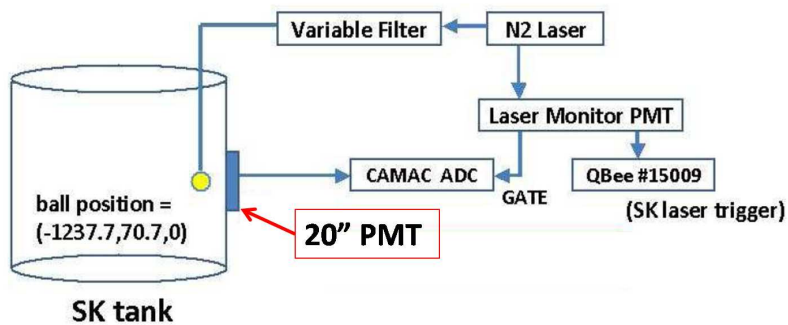 Variable Filter
N2 Laser
Laser Monitor PMT
CAMAC ADC
QBee #15009
GATE
(SK laser trigger)
ball position =
(-1237.7,70.7,0)
20” PMT
SK tank